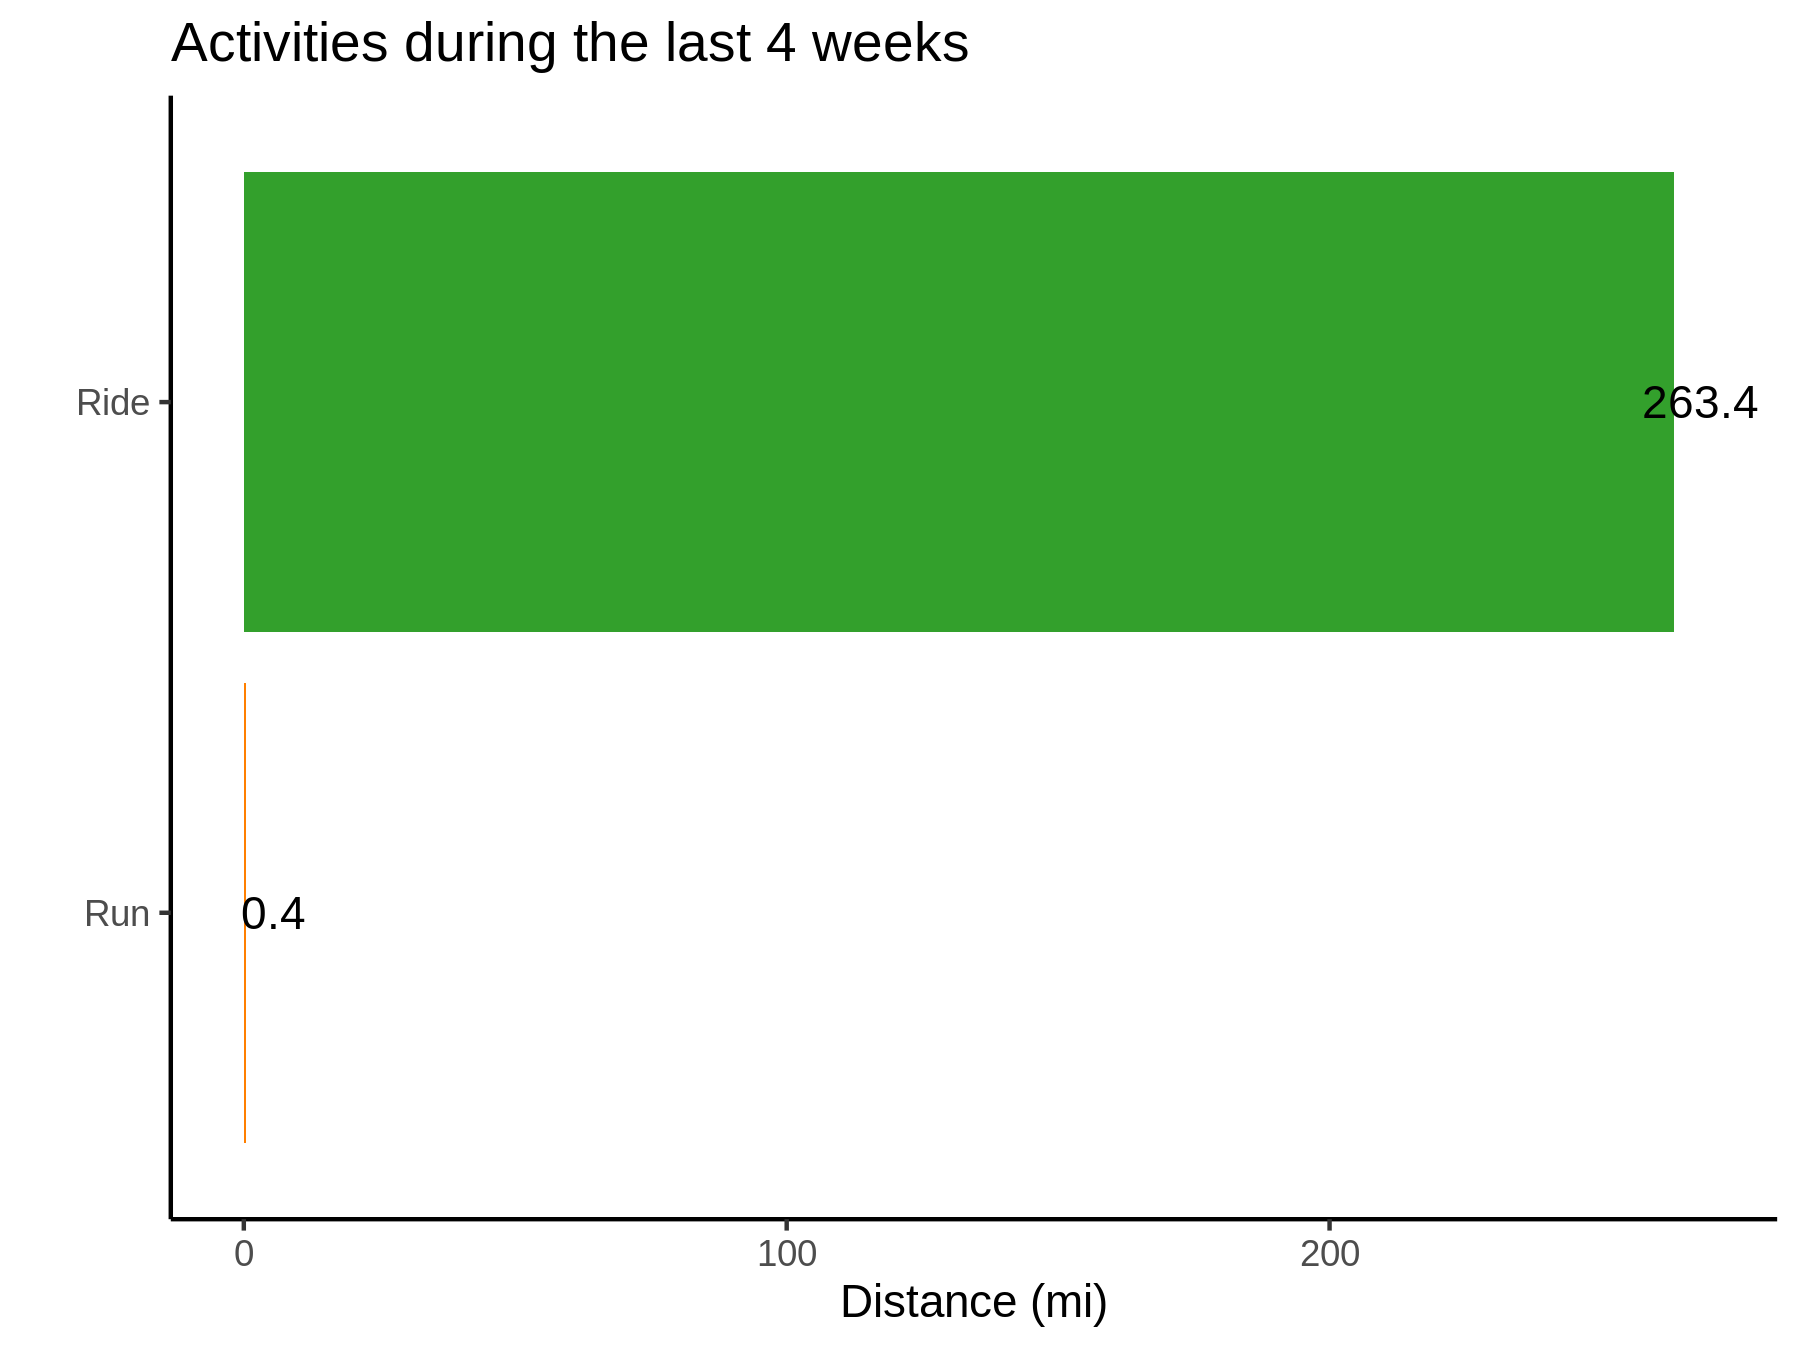 Activities during the last 4 weeks
Ride
263.4
Run
0.4
0 100 200
Distance (mi)